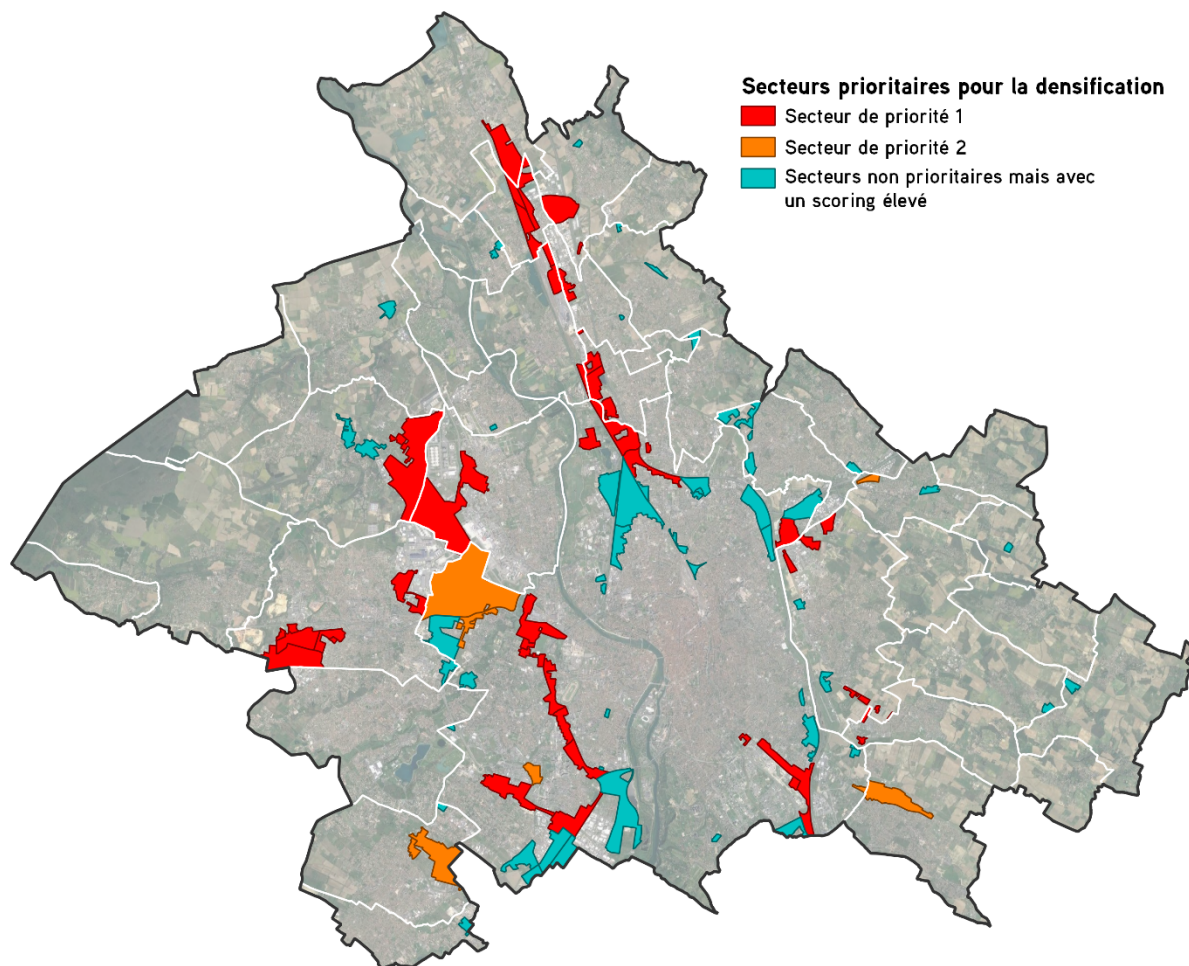 Secteurs prioritaires pour la densification
Secteur de priorité 1
Secteur de priorité 2
Secteurs non prioritaires mais avec
un scoring élevé